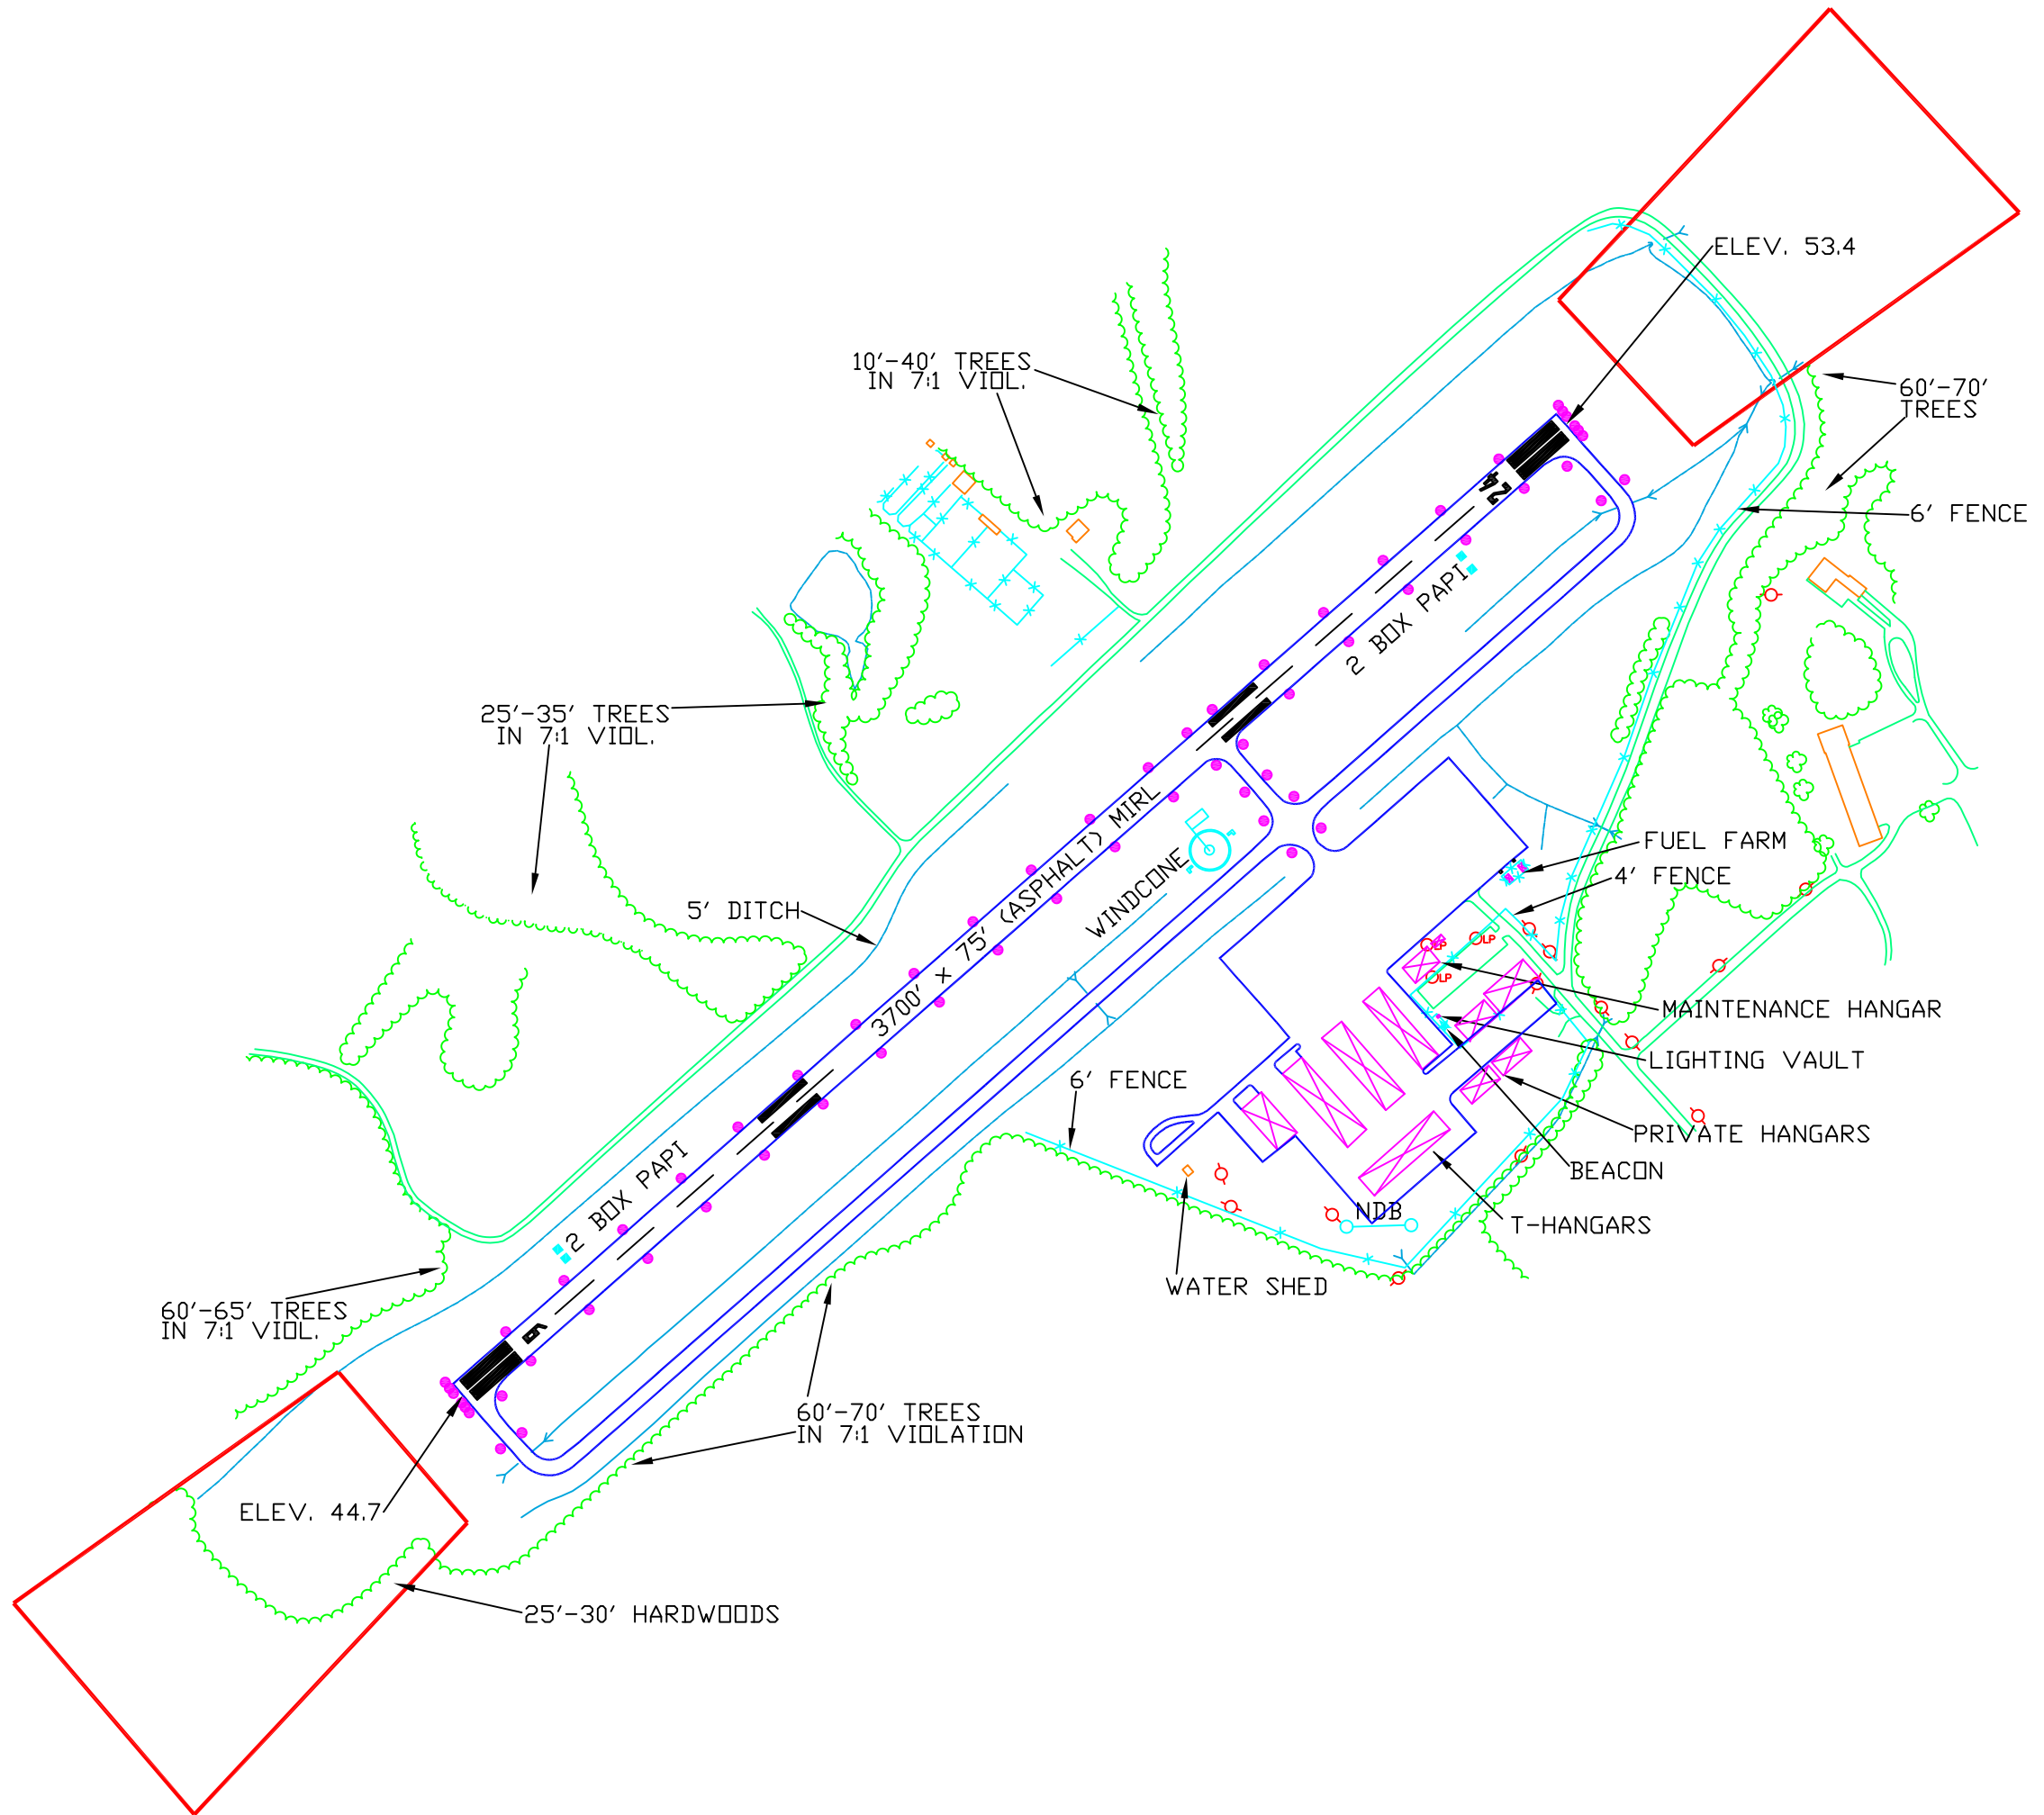 ELEV. 53.4
10'-40' TREES
IN 7:1 VIOL.
60'-70'
TREES
6' FENCE
24
2 BOX PAPI
25'-35' TREES
IN 7:1 VIOL.
3700' x 75' (ASPHALT) MIRL
WINDCONE
FUEL FARM
4' FENCE
5' DITCH
LP
LP
LP
MAINTENANCE HANGAR
LIGHTING VAULT
6' FENCE
PRIVATE HANGARS
BEACON
2 BOX PAPI
NDB
T-HANGARS
WATER SHED
60'-65' TREES
IN 7:1 VIOL.
6
60'-70' TREES
IN 7:1 VIOLATION
ELEV. 44.7
25'-30' HARDWOODS